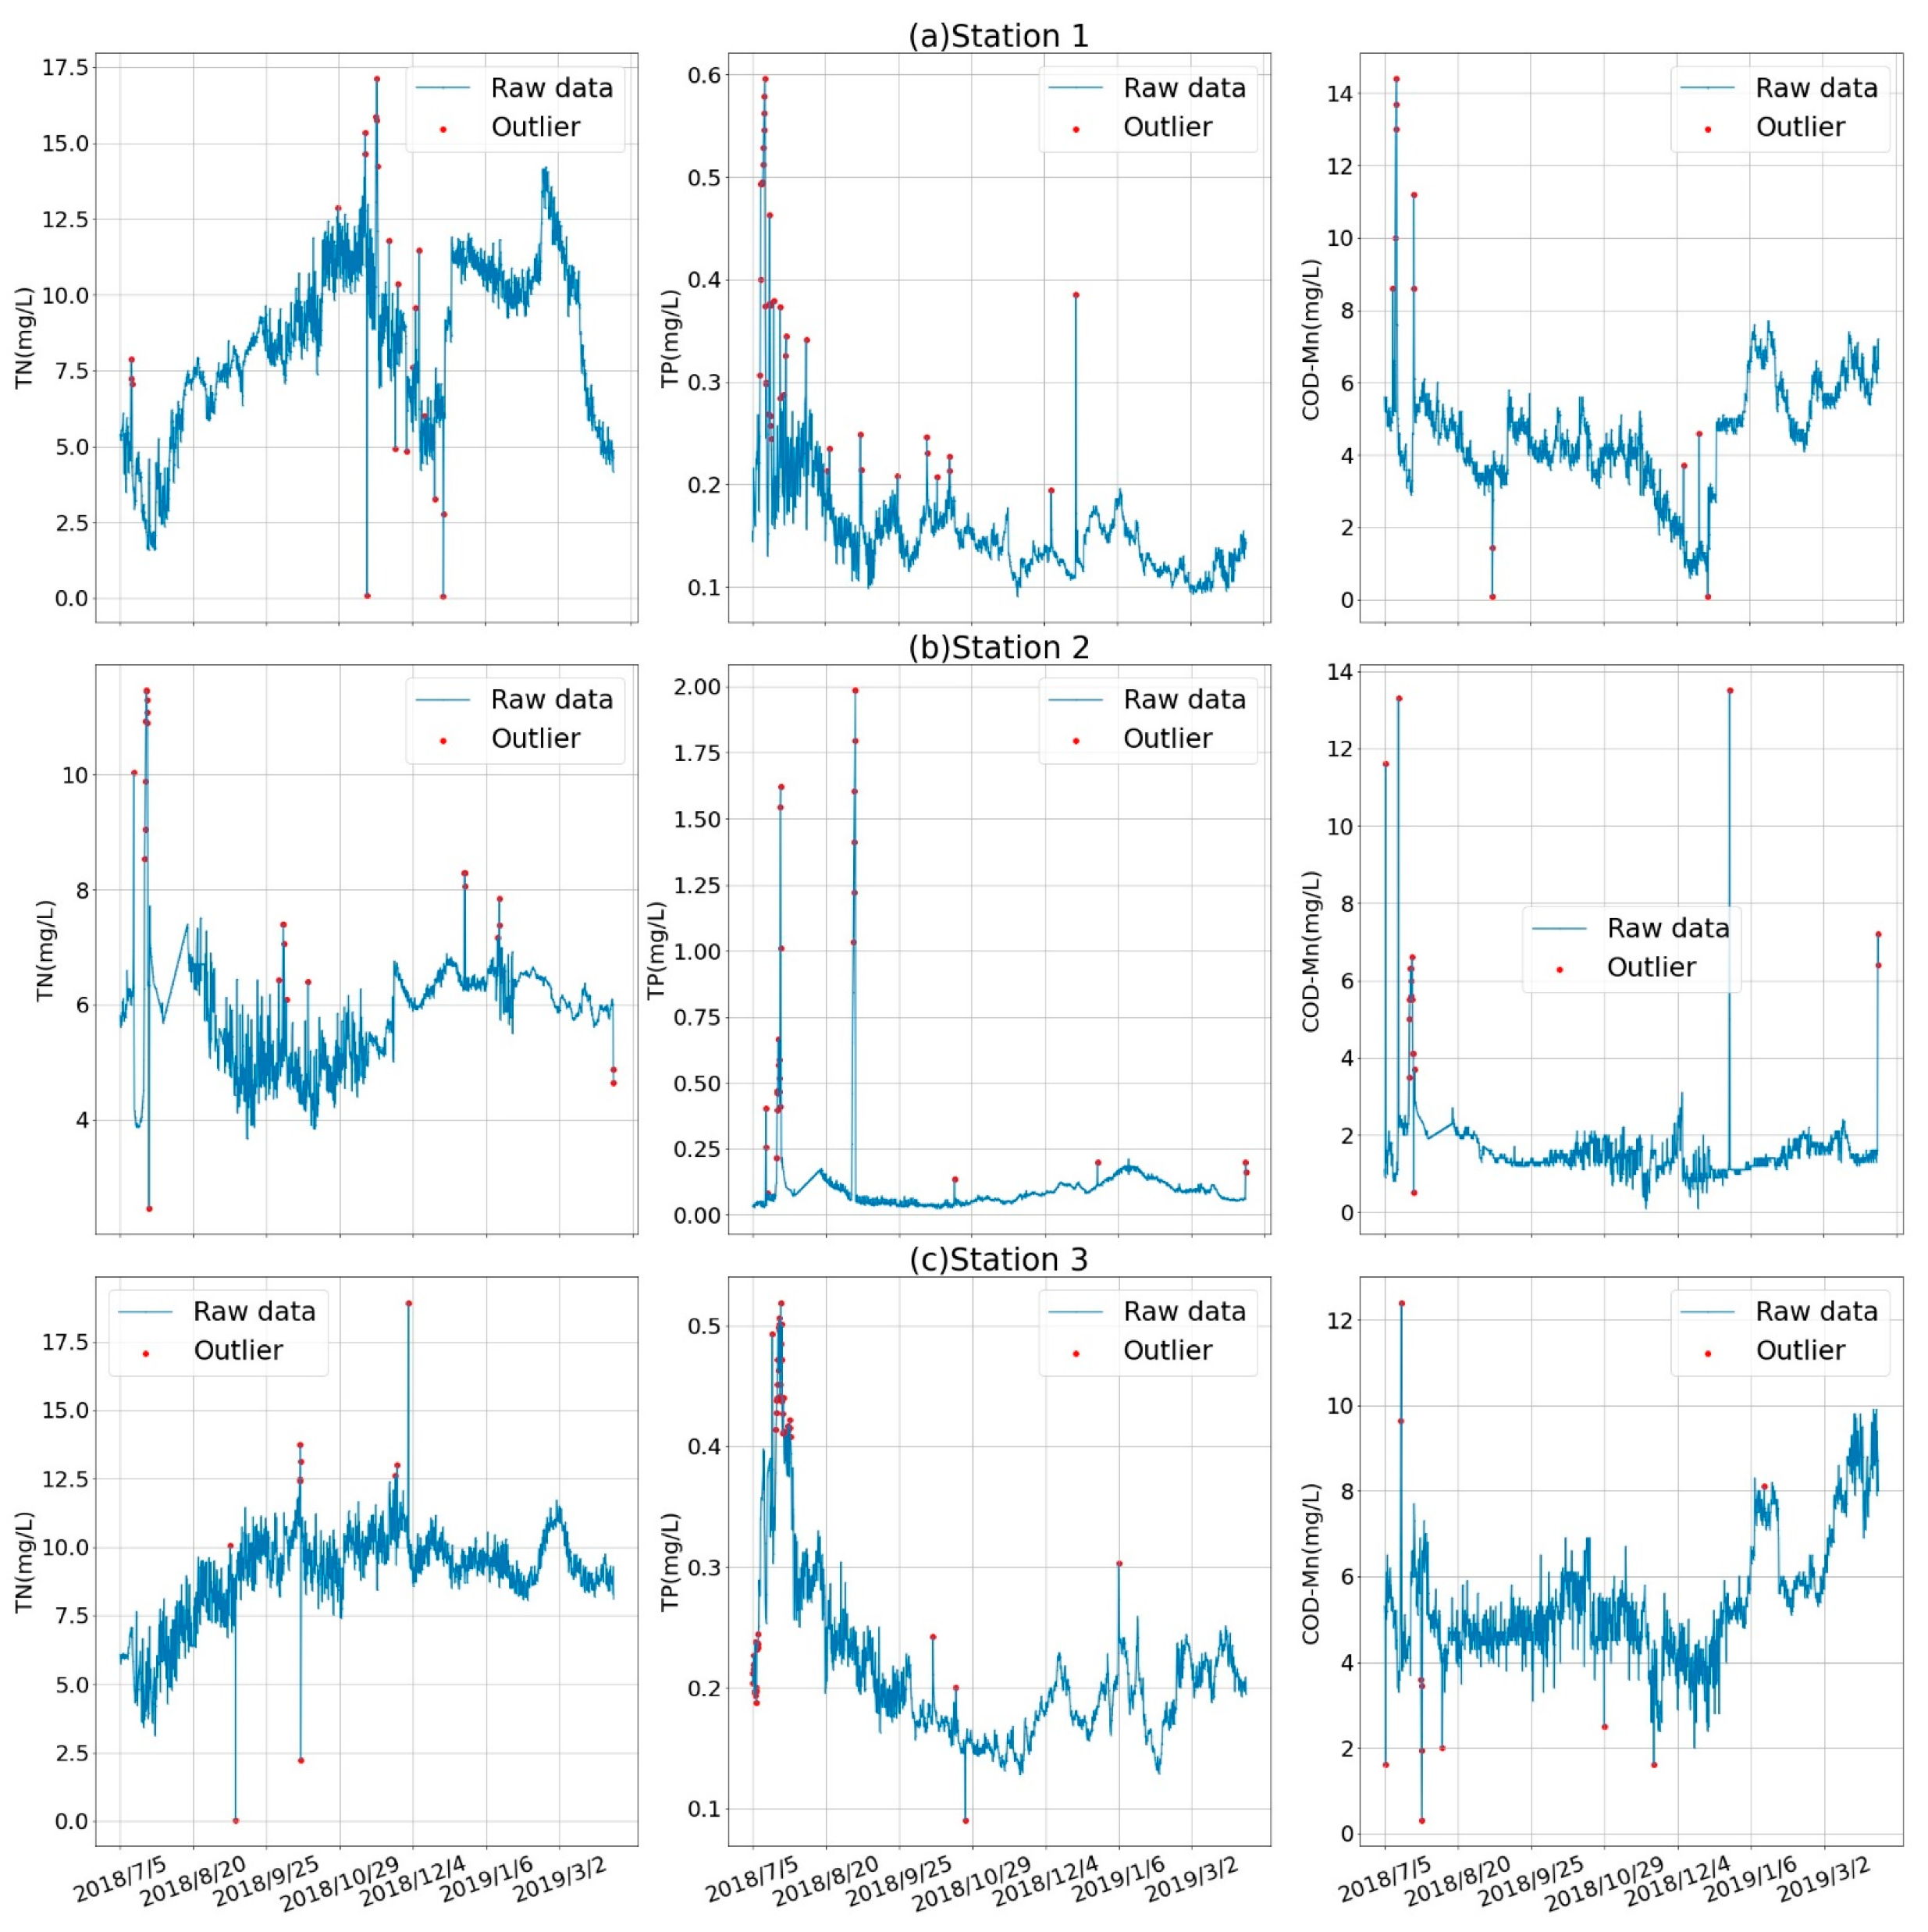 (a)Station 1
TN(mg/L)
17.5
15.0
12.5
10.0
7.5
5.0
2.5
0.0
Raw data
Outlier
TP(mg/L)
0.6
0.5
0.4
0.3
0.2
0.1
Raw data
Outlier
COD-Mn(mg/L)
14
12
10
8
6
4
2
0
Raw data
Outlier
(b)Station 2
TN(mg/L)
10
8
6
4
Raw data
Outlier
TP(mg/L)
2.00
1.75
1.50
1.25
1.00
0.75
0.50
0.25
0.00
Raw data
Outlier
COD-Mn(mg/L)
14
12
10
8
6
4
2
0
Raw data
Outlier
(c)Station 3
TN(mg/L)
17.5
15.0
12.5
10.0
7.5
5.0
2.5
0.0
Raw data
Outlier
2018/7/5
2018/8/20
2018/9/25
2018/10/29
2018/12/4
2019/1/6
2019/3/2
TP(mg/L)
0.5
0.4
0.3
0.2
0.1
Raw data
Outlier
2018/7/5
2018/8/20
2018/9/25
2018/10/29
2018/12/4
2019/1/6
2019/3/2
COD-Mn(mg/L)
12
10
8
6
4
2
0
Raw data
Outlier
2018/7/5
2018/8/20
2018/9/25
2018/10/29
2018/12/4
2019/1/6
2019/3/2